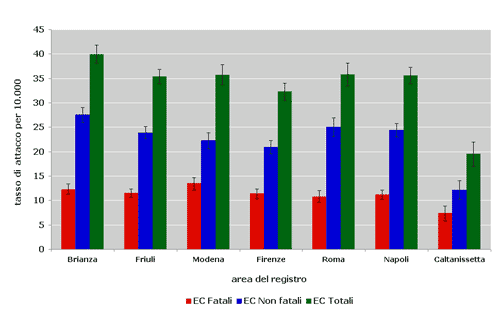 tasso di attacco per 10.000
45
40
35
30
25
20
15
10
5
0
Brianza Friuli Modena Firenze Roma Napoli Caltanissetta
area del registro
EC Fatali EC Non fatali EC Totali